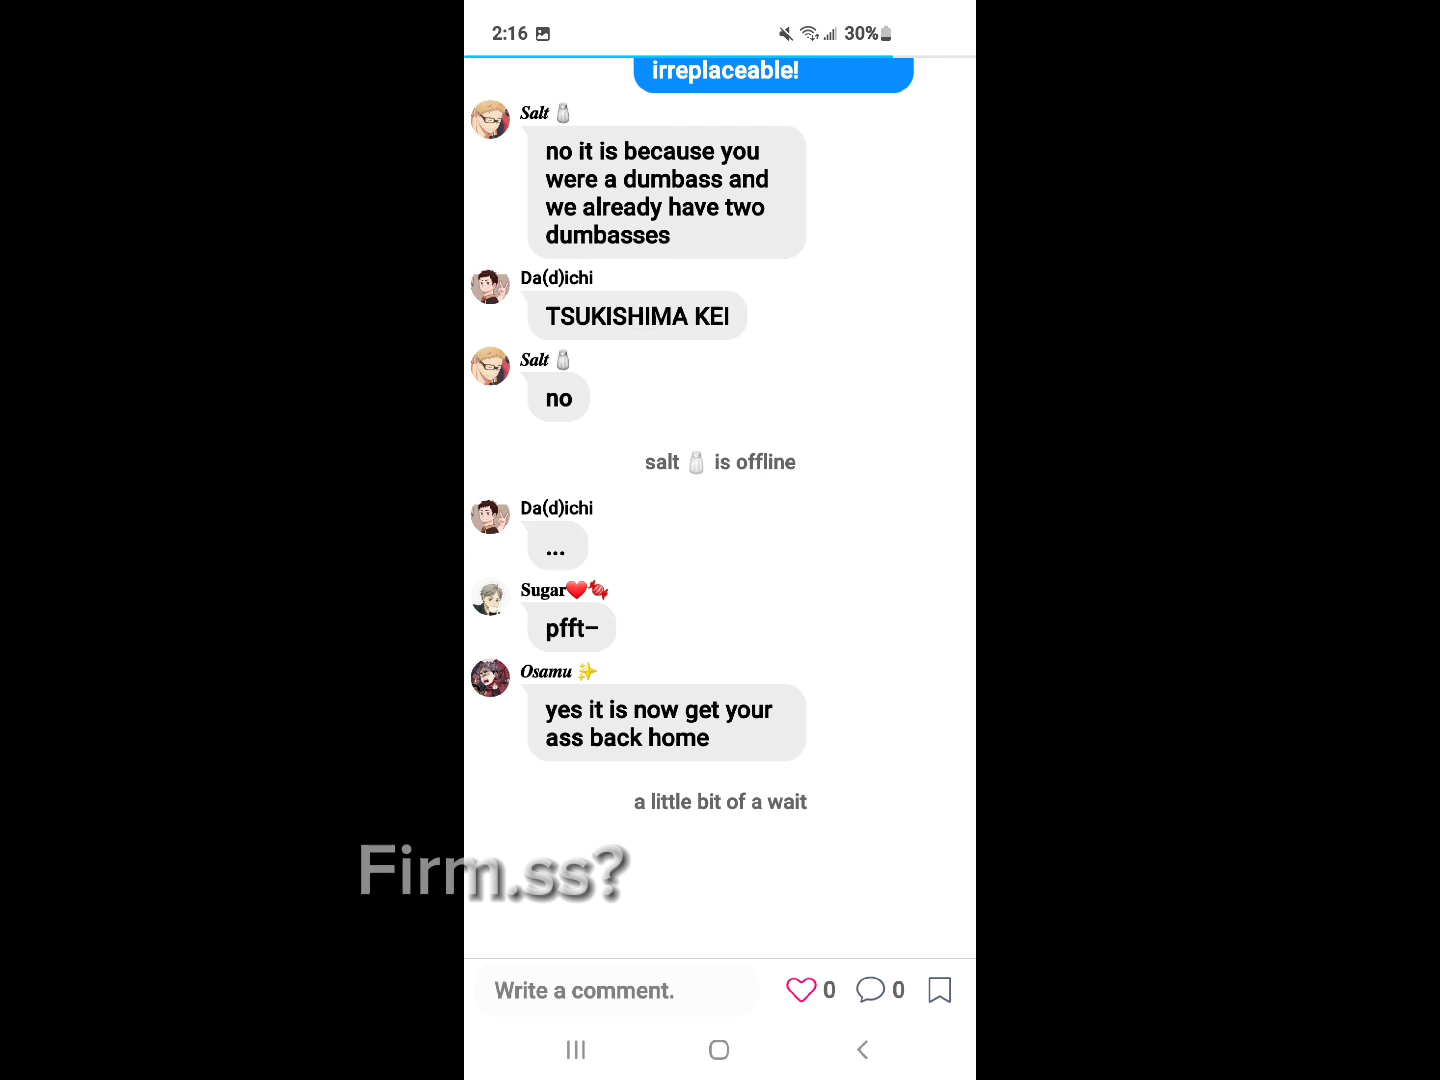 2:16
30%
irreplaceable!
Salt
no it is because you
were a dumbass and
we already have two
dumbasses
Da(d)ichi
TSUKISHIMA KEI
Salt
no
salt is offline
Da(d)ichi
...
Sugar
pfft–
Osamu
yes it is now get your
ass back home
a little bit of a wait
Firm.ss?
Write a comment.
0
0